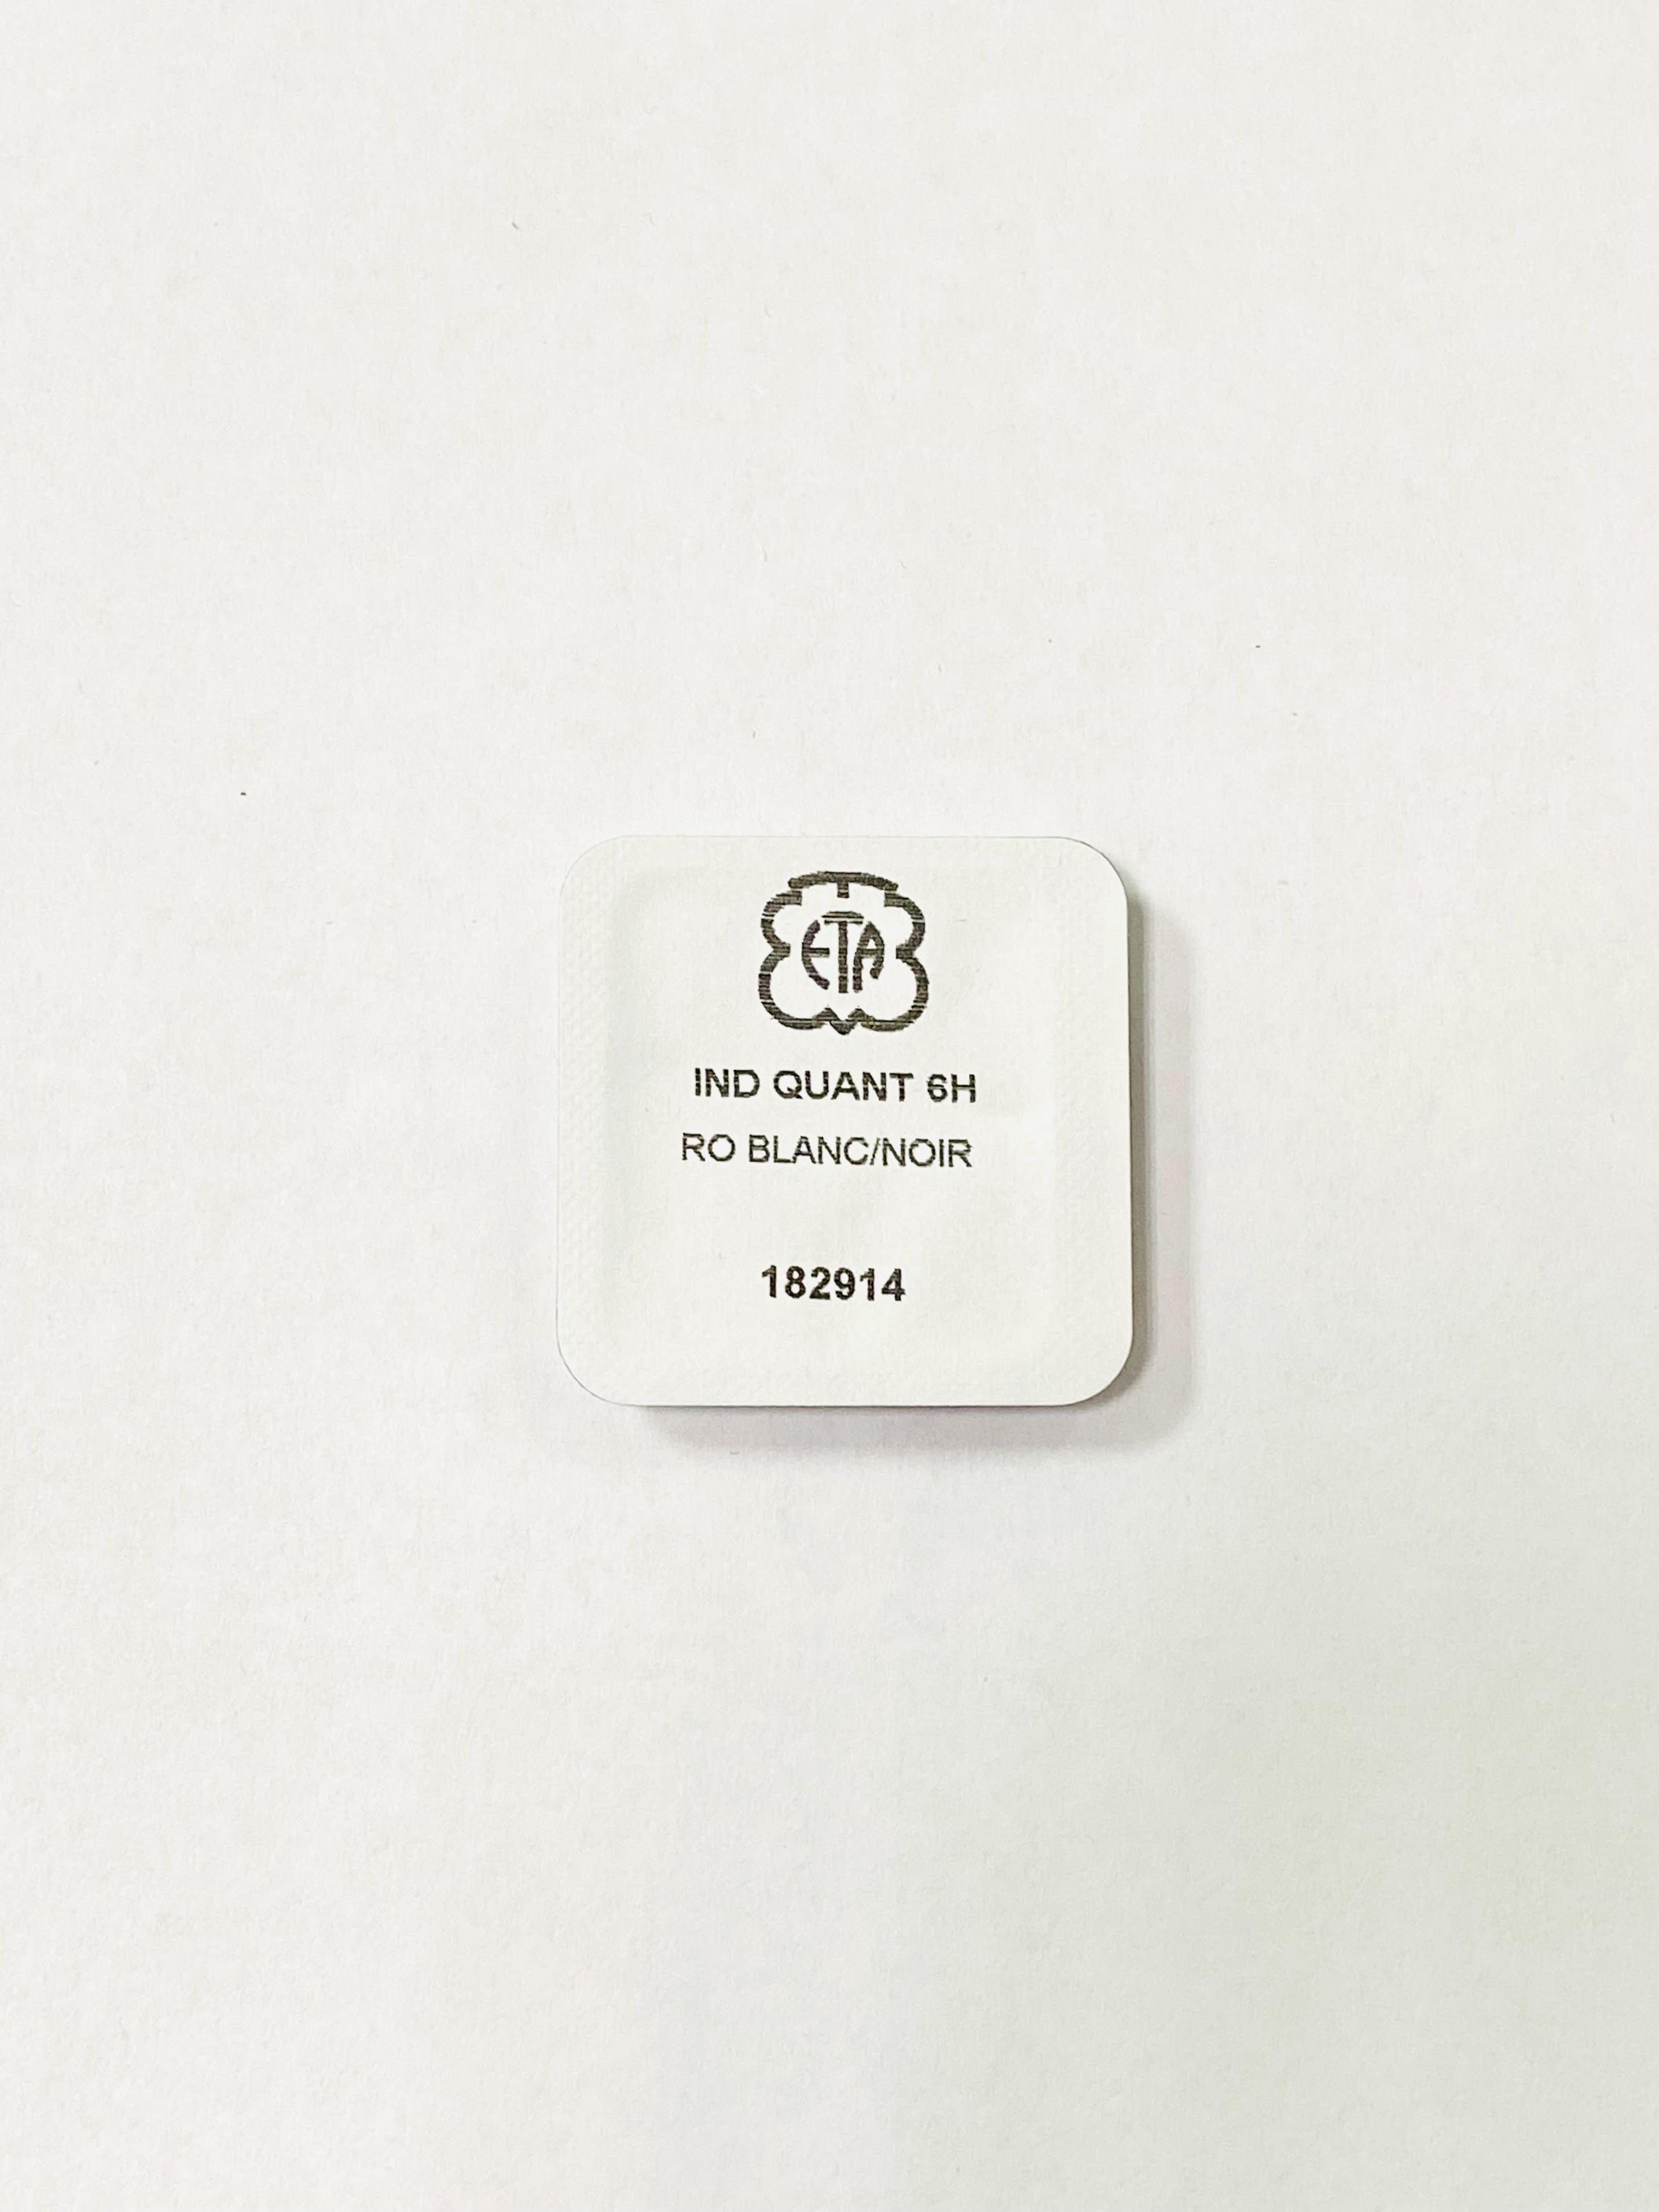 ETA
IND QUANT 6H
RO BLANC/NOIR
182914